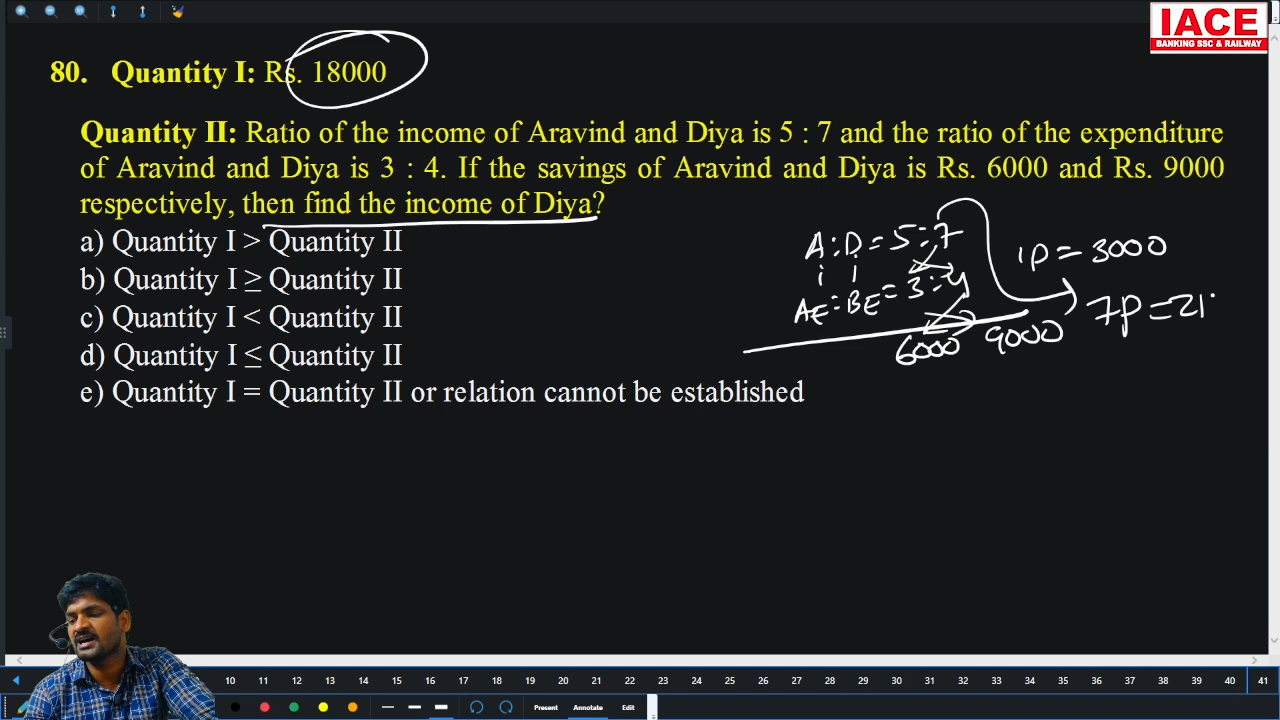 IACE
BANKING SSC & RAILWAY
80. Quantity I: Rs. 18000
Quantity II: Ratio of the income of Aravind and Diya is 5 : 7 and the ratio of the expenditure
of Aravind and Diya is 3 : 4. If the savings of Aravind and Diya is Rs. 6000 and Rs. 9000
respectively, then find the income of Diya?
a) Quantity I > Quantity II
b) Quantity I ≥ Quantity II
c) Quantity I < Quantity II
d) Quantity I ≤ Quantity II
e) Quantity I = Quantity II or relation cannot be established
A : D = 5 : 7
AE : BE = 3 : 4
6000 9000
1P = 3000
7P = 21
10 11 12 13 14 15 16 17 18 19 20 21 22 23 24 25 26 27 28 29 30 31 32 33 34 35 36 37 38 39 40 41
Present Annotate Edit